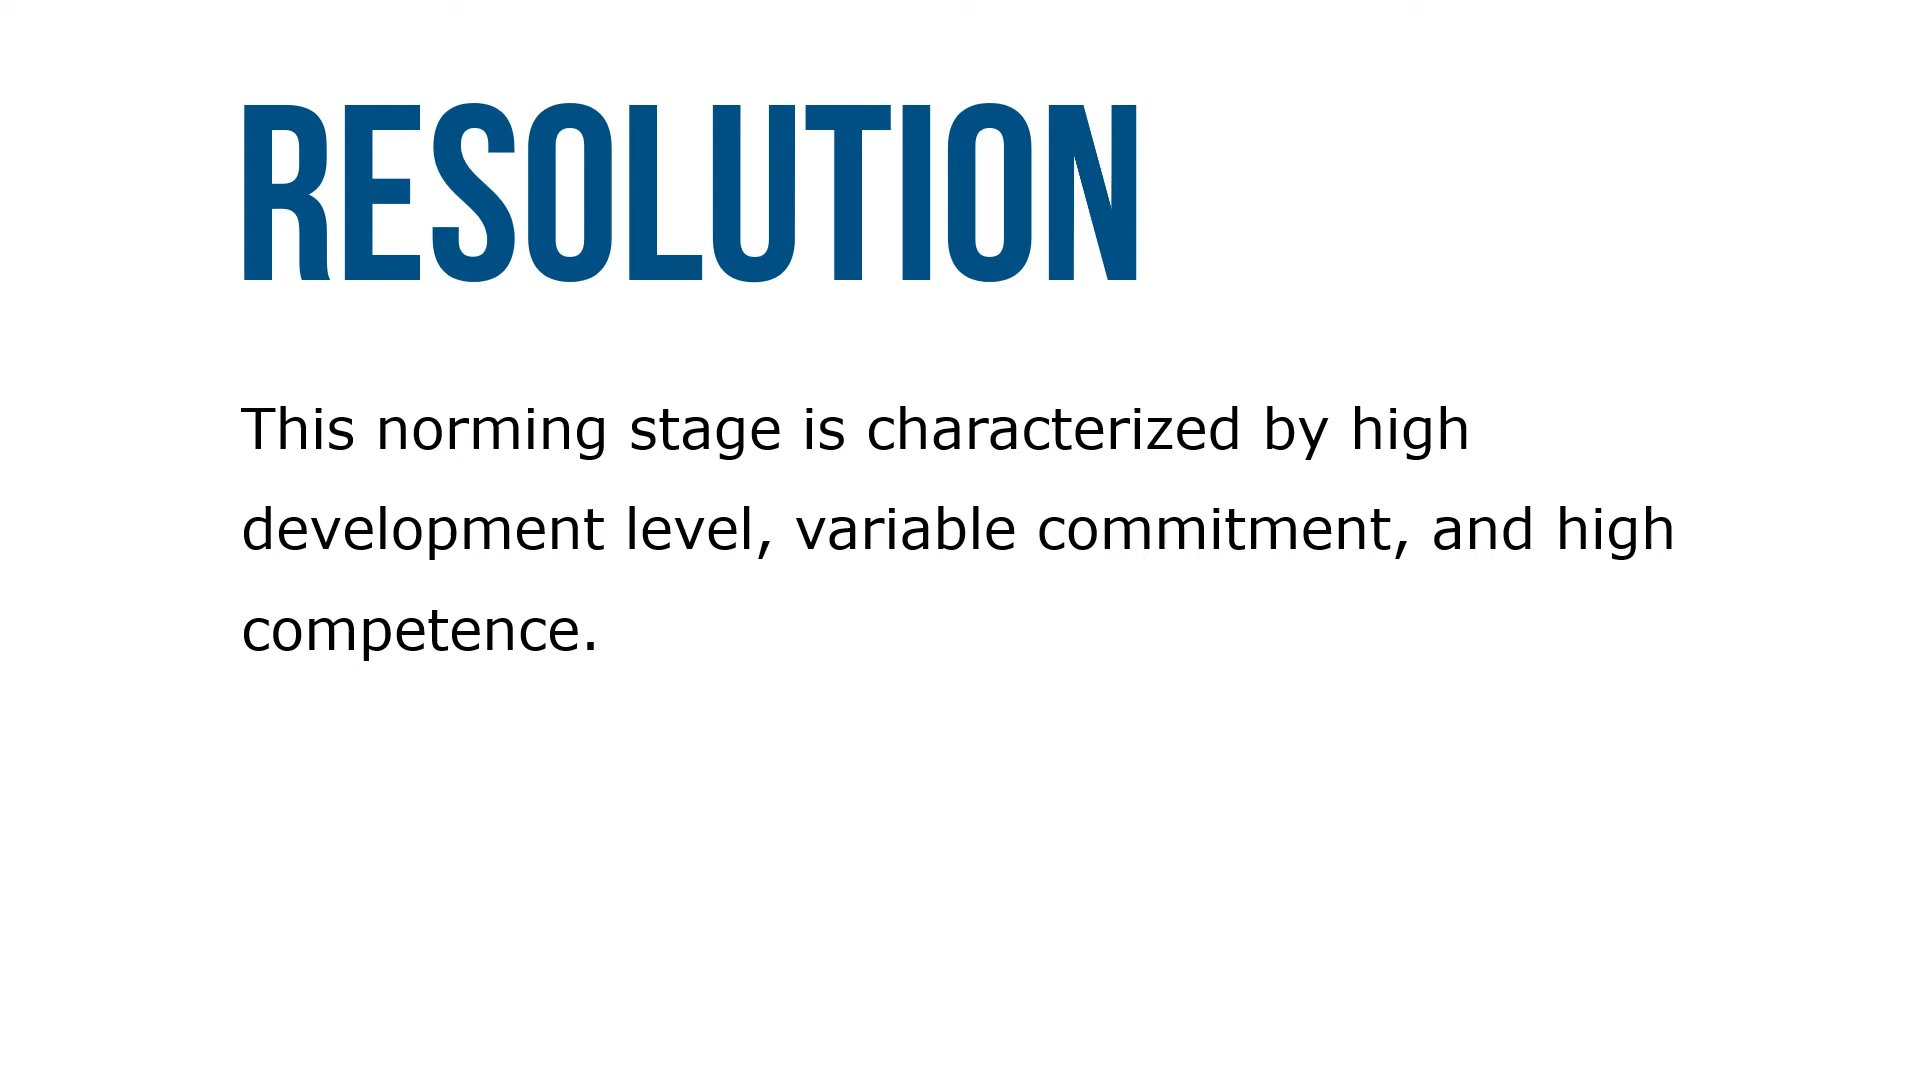 RESOLUTION
This norming stage is characterized by high
development level, variable commitment, and high
competence.